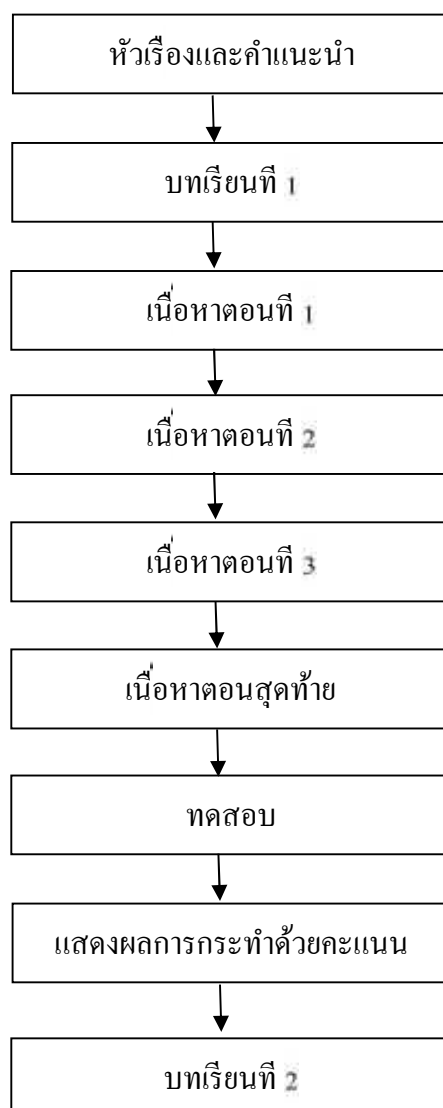 หัวเรื่องและคำแนะนำ
บทเรียนที 1
เนื่อหาตอนที 1
เนื่อหาตอนที 2
เนื่อหาตอนที 3
เนื่อหาตอนสุดท้าย
ทดสอบ
แสดงผลการกระทำด้วยคะแนน
บทเรียนที 2